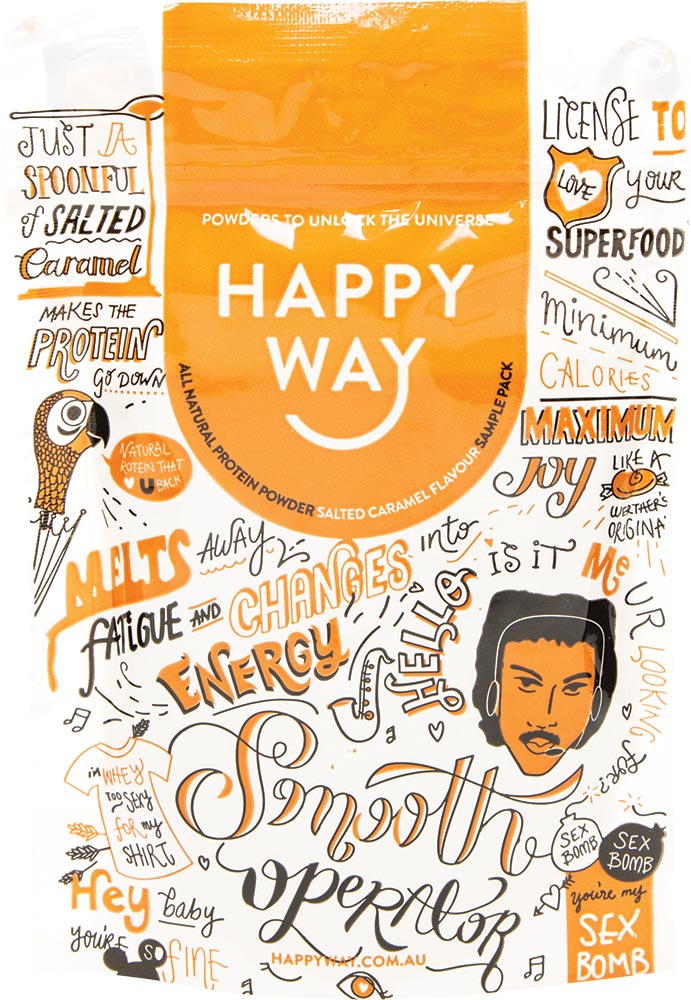 POWDERS TO UNLOCK THE UNIVERSE
HAPPY
WAY
ALL NATURAL PROTEIN POWDER SALTED CARAMEL FLAVOUR SAMPLE PACK
JUST A
SPOONFUL
of SALTED
Caramel
MAKES THE
PROTEIN
GO DOWN
NATURAL
ROTEIN THAT
U
BACK
LICENSE TO
LOVE YOUR
SUPERFOOD
Minimum
CALORIES
MAXIMUM
Joy
LIKE A
WERTHER'S
ORIGINA
MELTS AWAY
FATIGUE AND CHANGES into
ENERGY
HELLO
IS IT Me
UR LOOKING
for?
Smooth
operator
i'm WHEY
TOO SEXY
FOR my
SHIRT
Hey baby
you're SO FINE
SEX
BOMB
SEX
BOMB
you're my
SEX
BOMB
HAPPYWAY.COM.AU